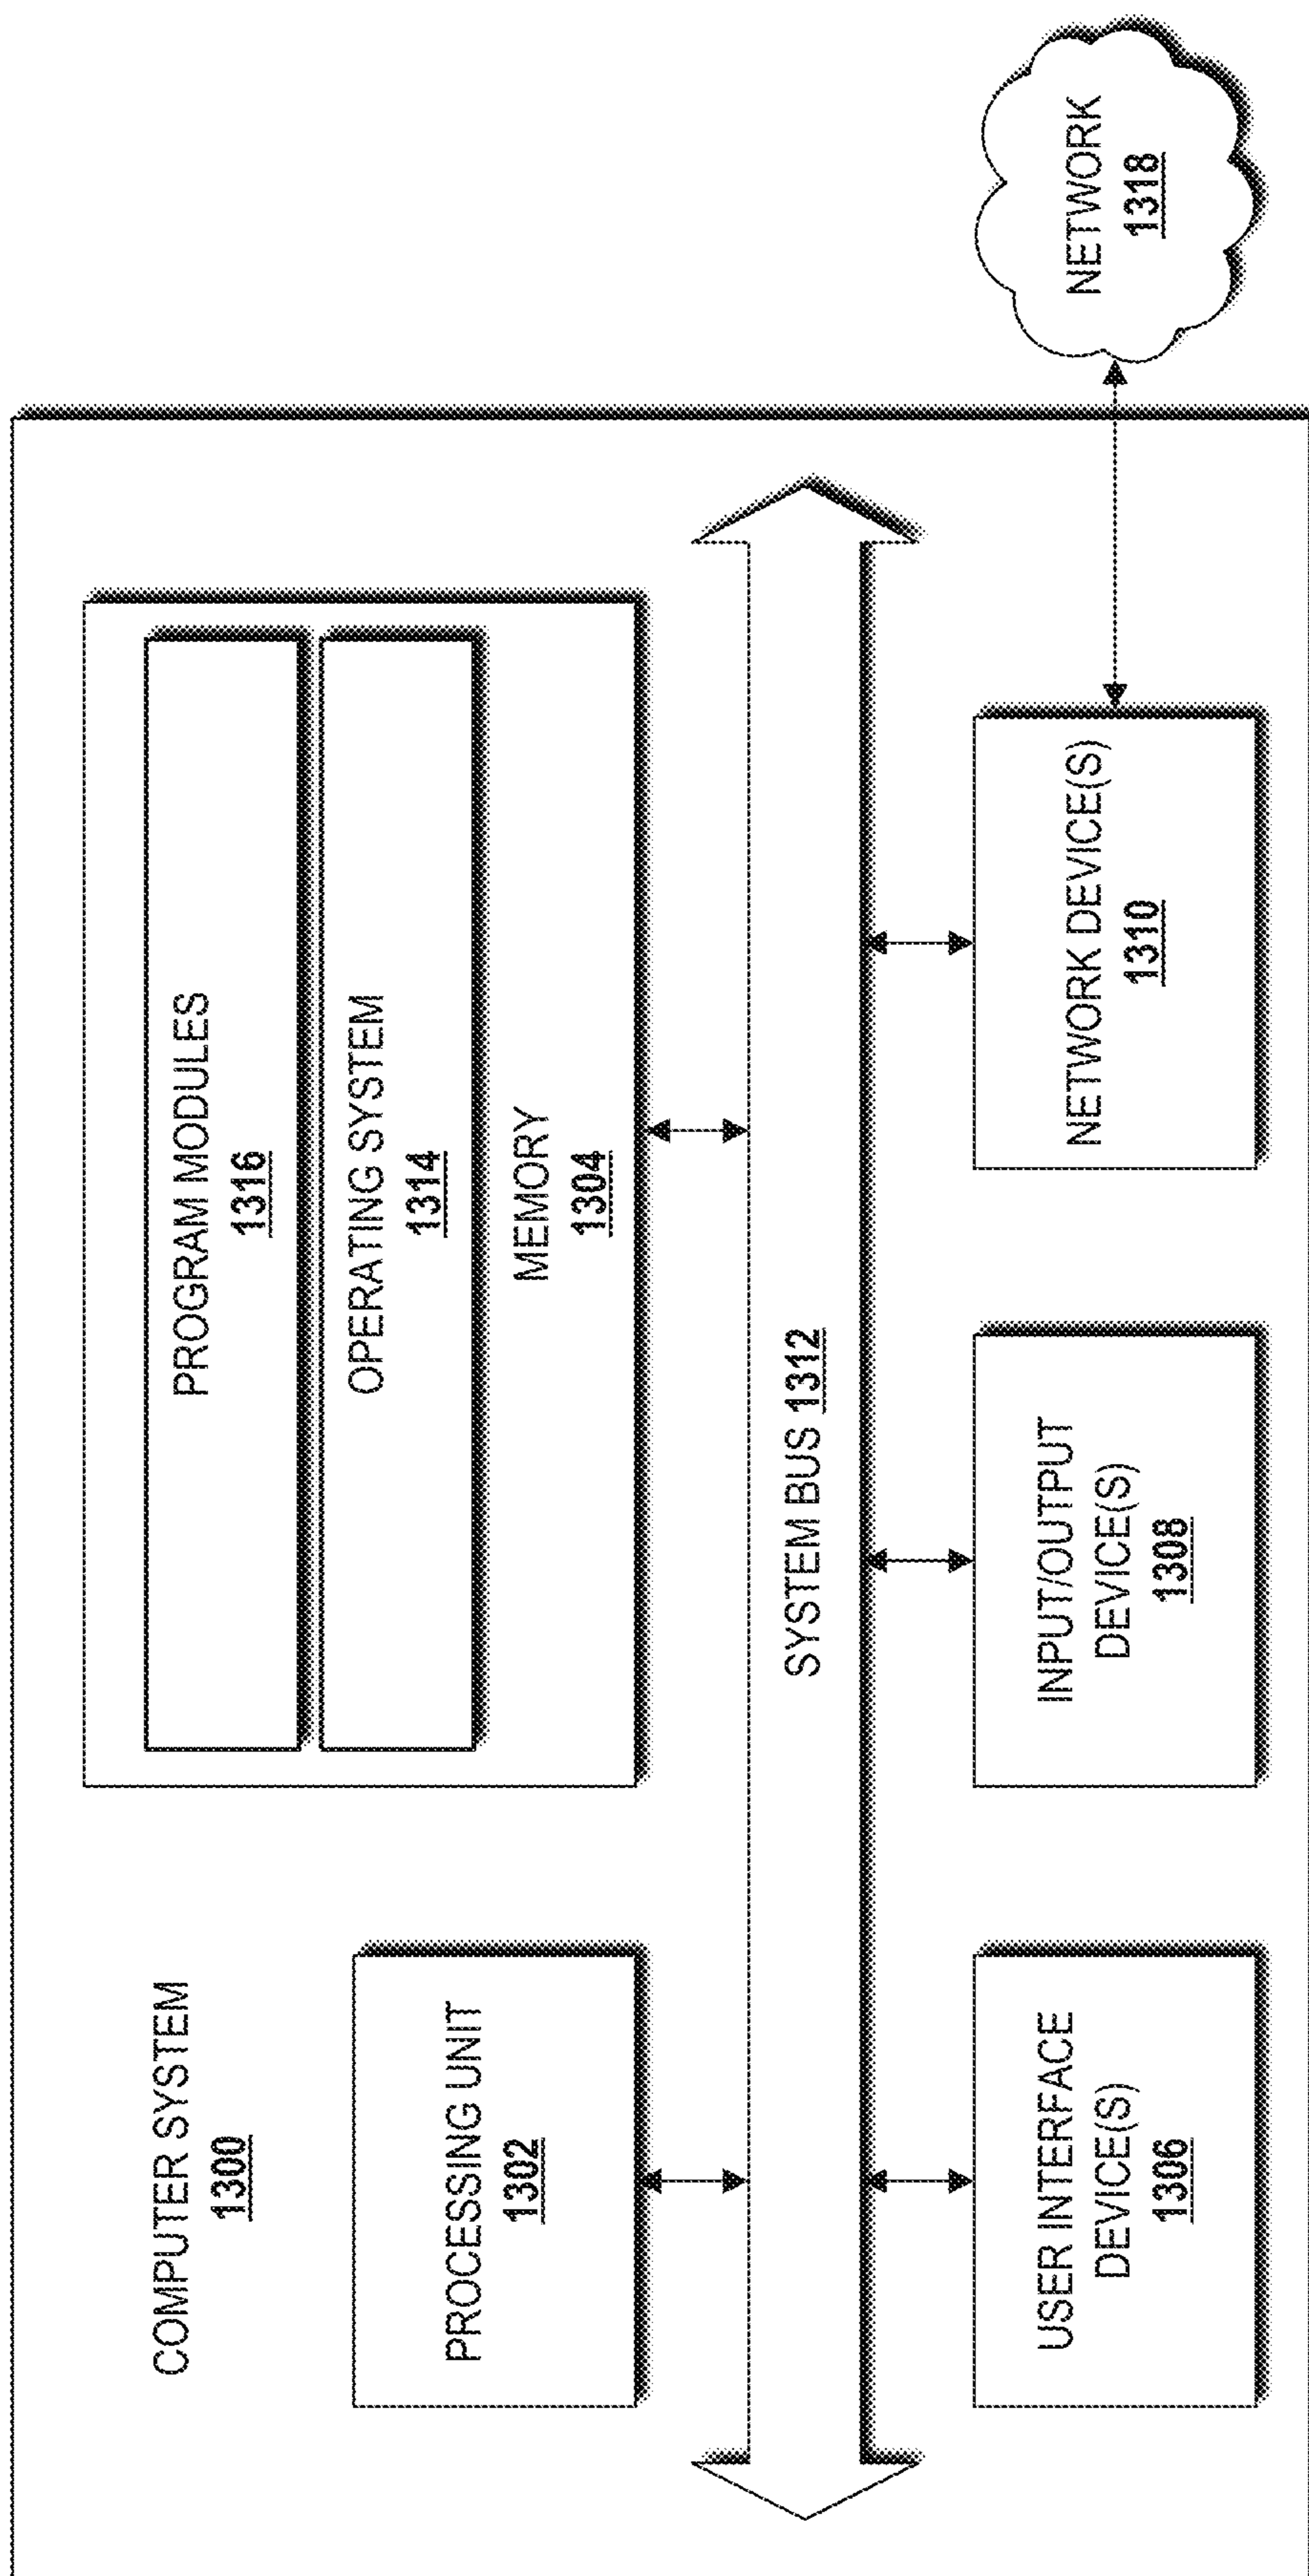 COMPUTER SYSTEM
1300
PROCESSING UNIT
1302
PROGRAM MODULES
1316
OPERATING SYSTEM
1314
MEMORY
1304
SYSTEM BUS 1312
USER INTERFACE
DEVICE(S)
1306
INPUT/OUTPUT
DEVICE(S)
1308
NETWORK DEVICE(S)
1310
NETWORK
1318